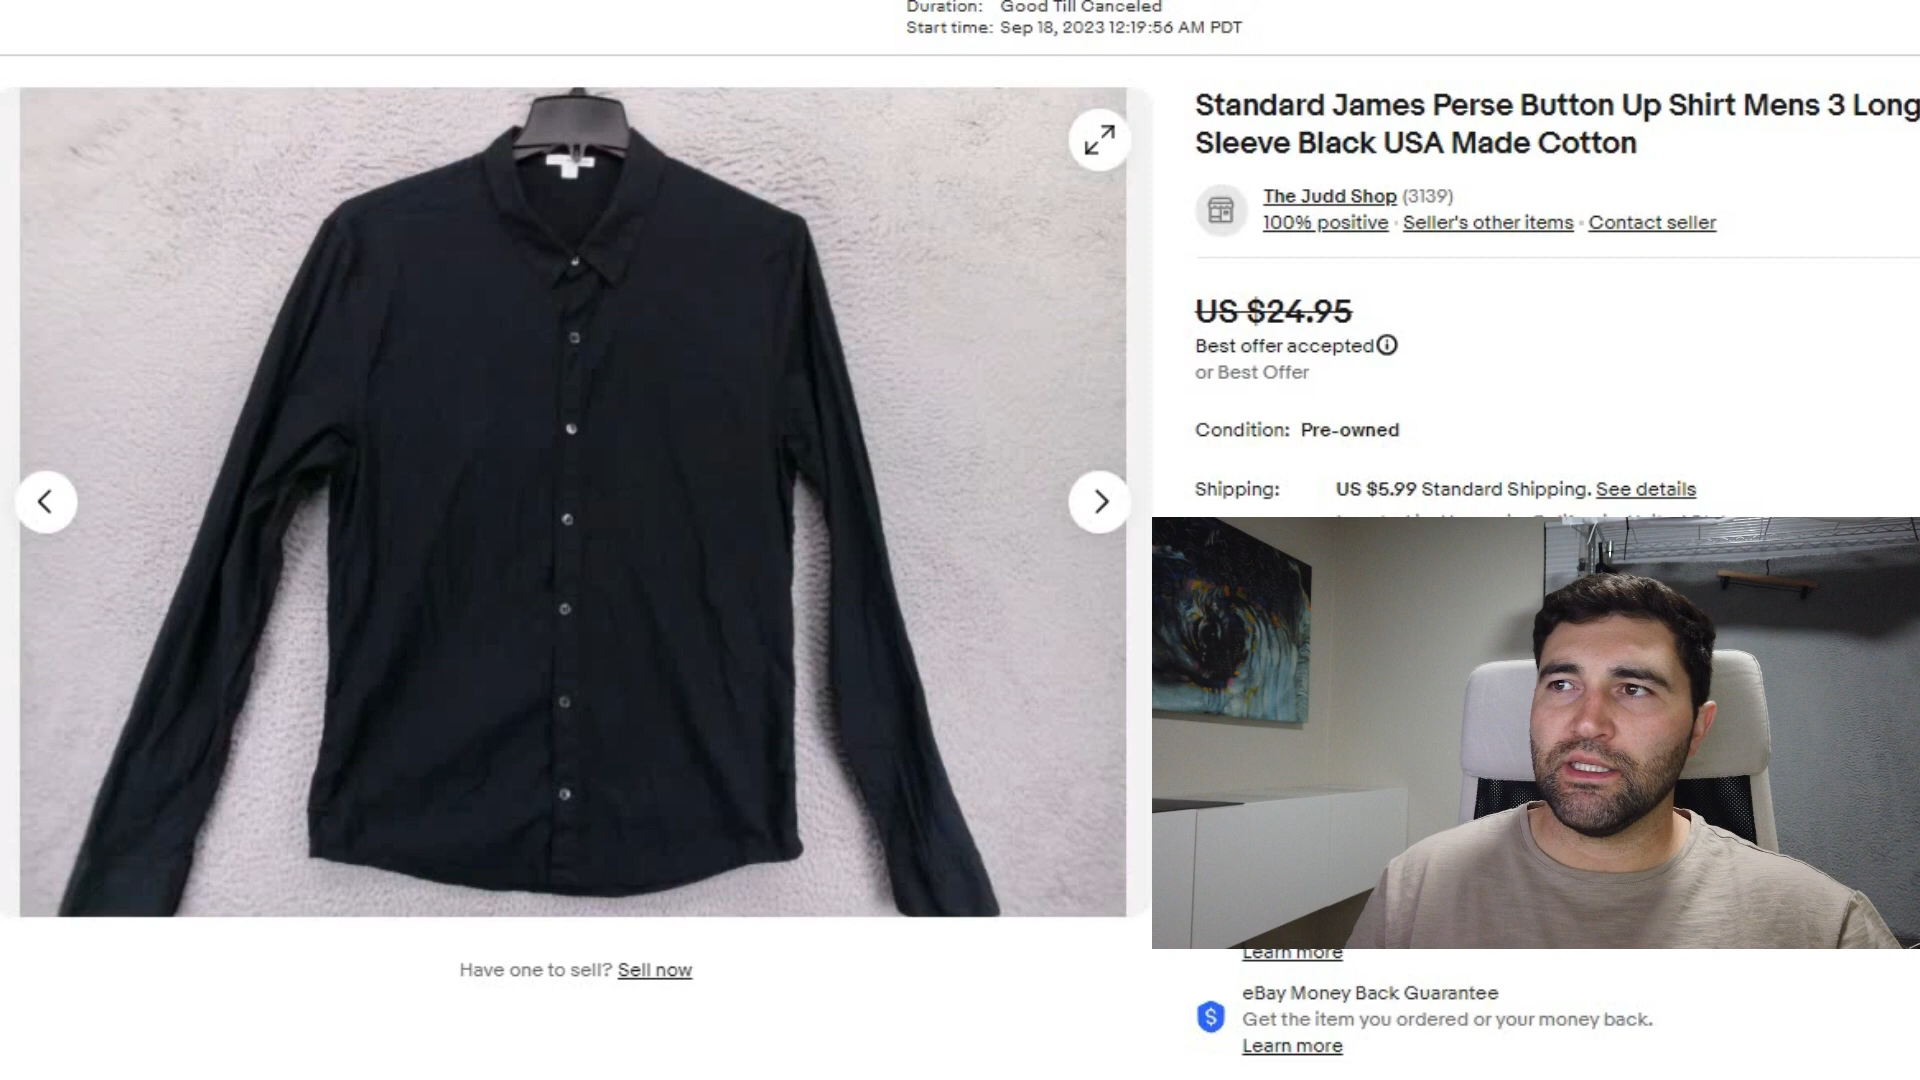 Duration: Good Till Canceled
Start time: Sep 18, 2023 12:19:56 AM PDT
Standard James Perse Button Up Shirt Mens 3 Long
Sleeve Black USA Made Cotton
The Judd Shop (3139)
100% positive · Seller's other items · Contact seller
US $24.95
Best offer accepted
or Best Offer
Condition: Pre-owned
Shipping: US $5.99 Standard Shipping. See details
Have one to sell? Sell now
Learn more
eBay Money Back Guarantee
Get the item you ordered or your money back.
Learn more